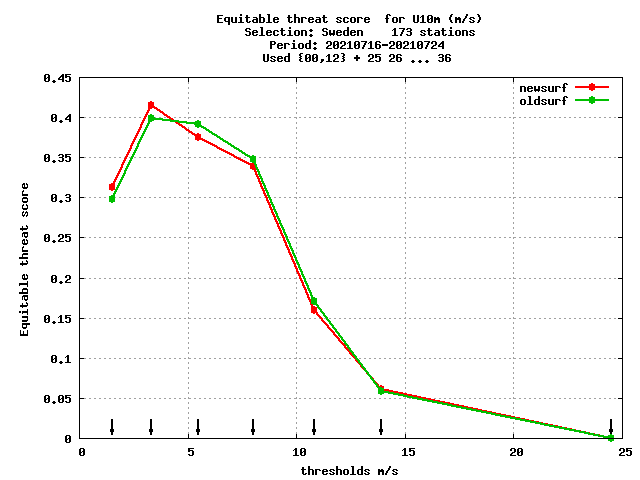 Equitable threat score  for U10m (m/s)
Selection: Sweden    173 stations
Period: 20210716-20210724
Used {00,12} + 25 26 ... 36
newsurf
oldsurf
Equitable threat score
0.45
0.4
0.35
0.3
0.25
0.2
0.15
0.1
0.05
0
0 5 10 15 20 25
thresholds m/s